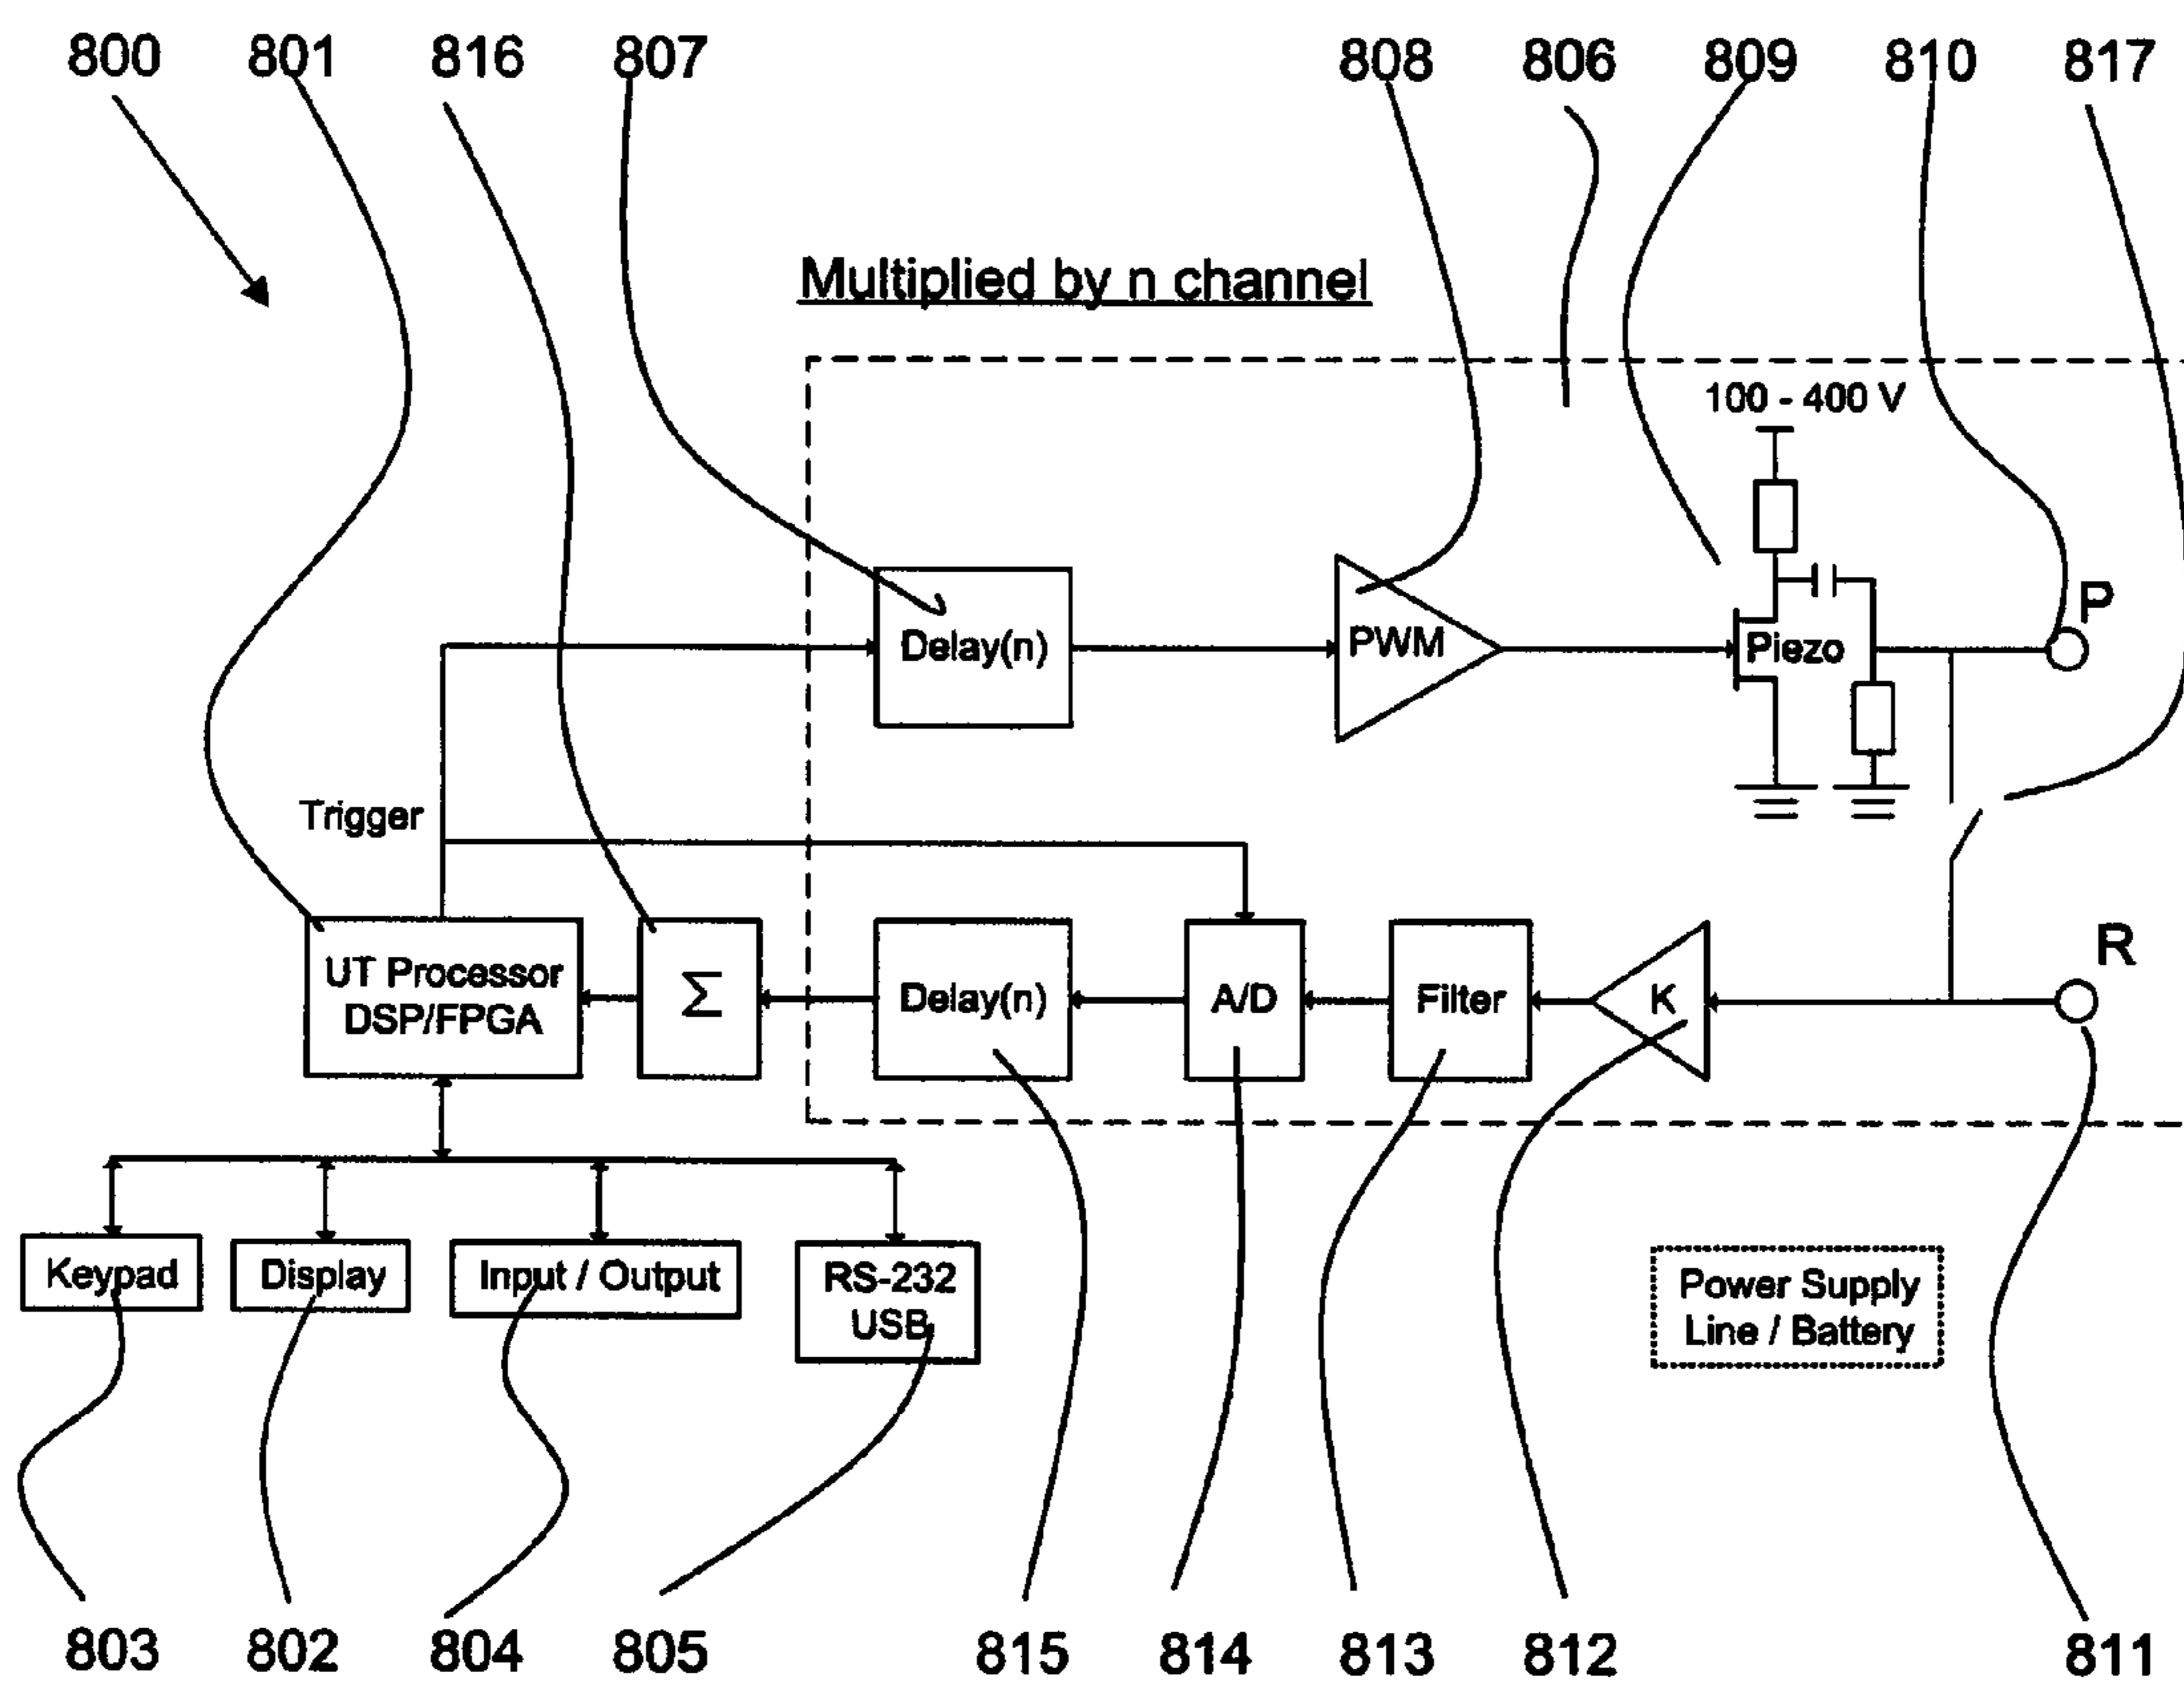 800 801 816 807 808 806 809 810 817
Multiplied by n channel
100 - 400 V
Delay(n)
PWM
Piezo
P
Trigger
UT Processor
DSP/FPGA
Σ
Delay(n)
A/D
Filter
K
R
Keypad
Display
Input / Output
RS-232
USB
Power Supply
Line / Battery
803 802 804 805 815 814 813 812 811